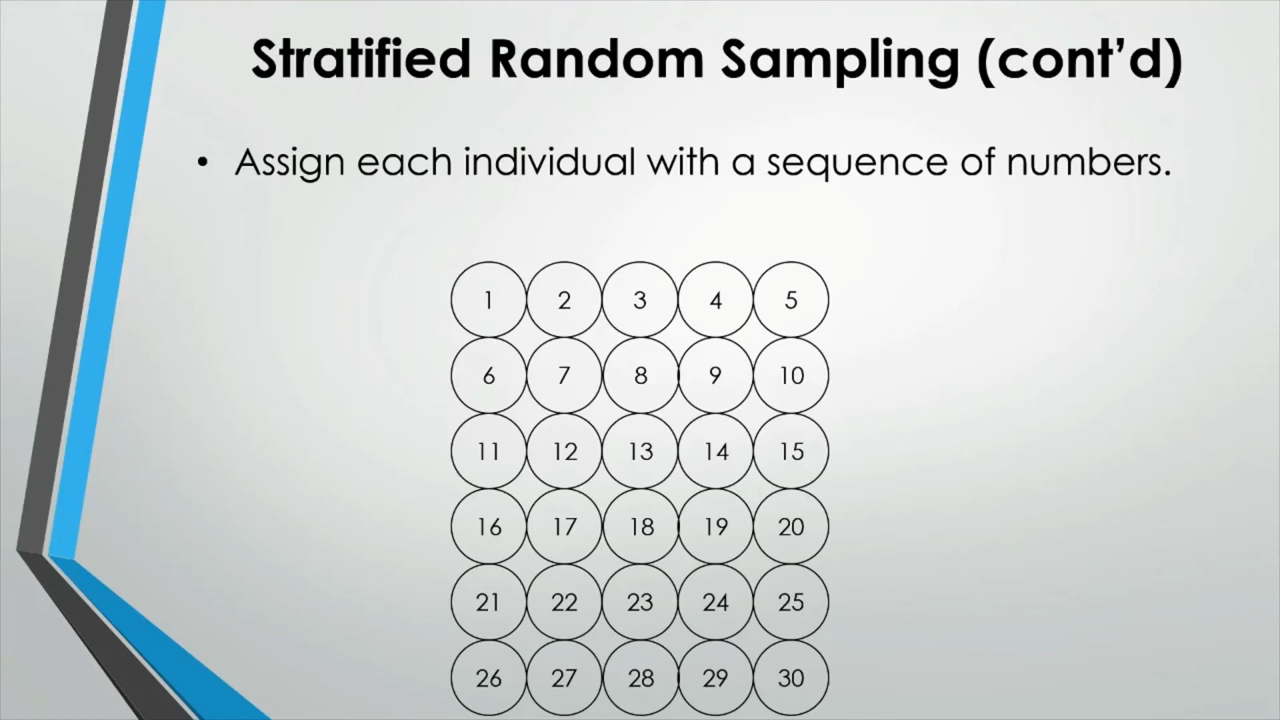 Stratified Random Sampling (cont’d)
• Assign each individual with a sequence of numbers.
1 2 3 4 5
6 7 8 9 10
11 12 13 14 15
16 17 18 19 20
21 22 23 24 25
26 27 28 29 30